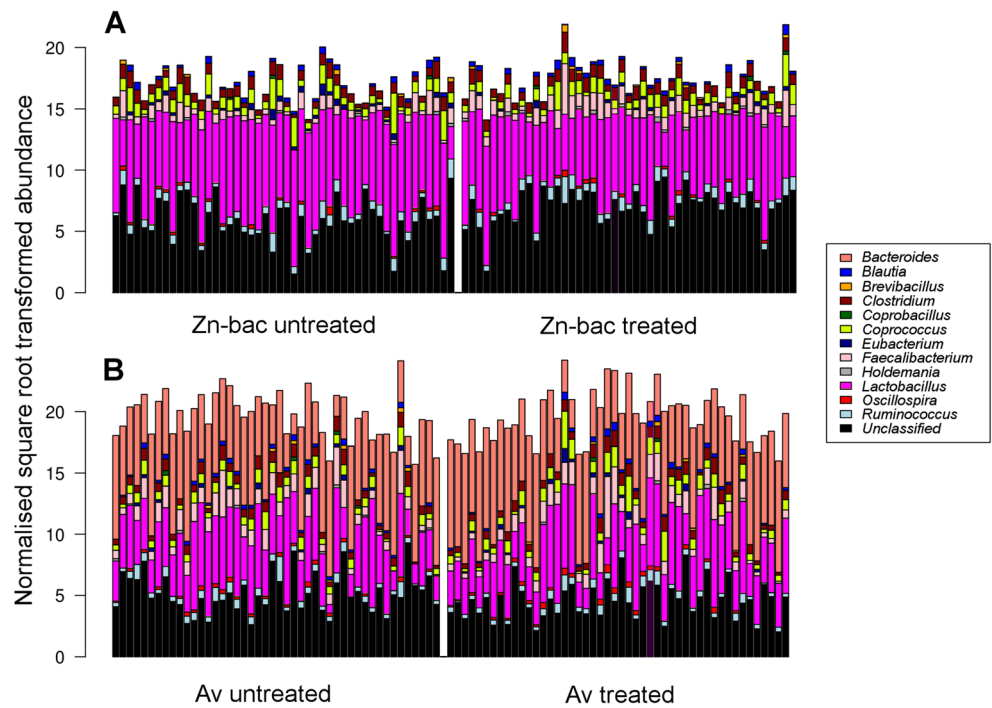 A
20
15
10
5
0
Zn-bac untreated
Zn-bac treated
Normalised square root transformed abundance
B
20
15
10
5
0
Av untreated
Av treated
Bacteroides
Blautia
Brevibacillus
Clostridium
Coprobacillus
Coprococcus
Eubacterium
Faecalibacterium
Holdemania
Lactobacillus
Oscillospira
Ruminococcus
Unclassified